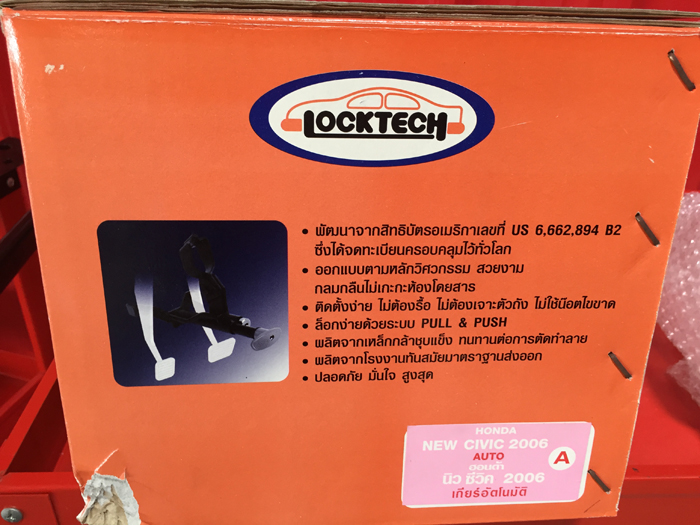 LOCKTECH
• พัฒนาจากสิทธิบัตรอเมริกาเลขที่ US 6,662,894 B2
ซึ่งได้จดทะเบียนครอบคลุมไว้ทั่วโลก
• ออกแบบตามหลักวิศวกรรม สวยงาม
กลมกลืนไม่เกะกะห้องโดยสาร
• ติดตั้งง่าย ไม่ต้องรื้อ ไม่ต้องเจาะตัวถัง ไม่ใช้น๊อตไขขาด
• ล็อกง่ายด้วยระบบ PULL & PUSH
• ผลิตจากเหล็กกล้าชุบแข็ง ทนทานต่อการตัดทำลาย
• ผลิตจากโรงงานทันสมัยมาตราฐานส่งออก
• ปลอดภัย มั่นใจ สูงสุด
HONDA
NEW CIVIC 2006
AUTO
A
ฮอนด้า
นิว ซีวิค 2006
เกียร์อัตโนมัติ